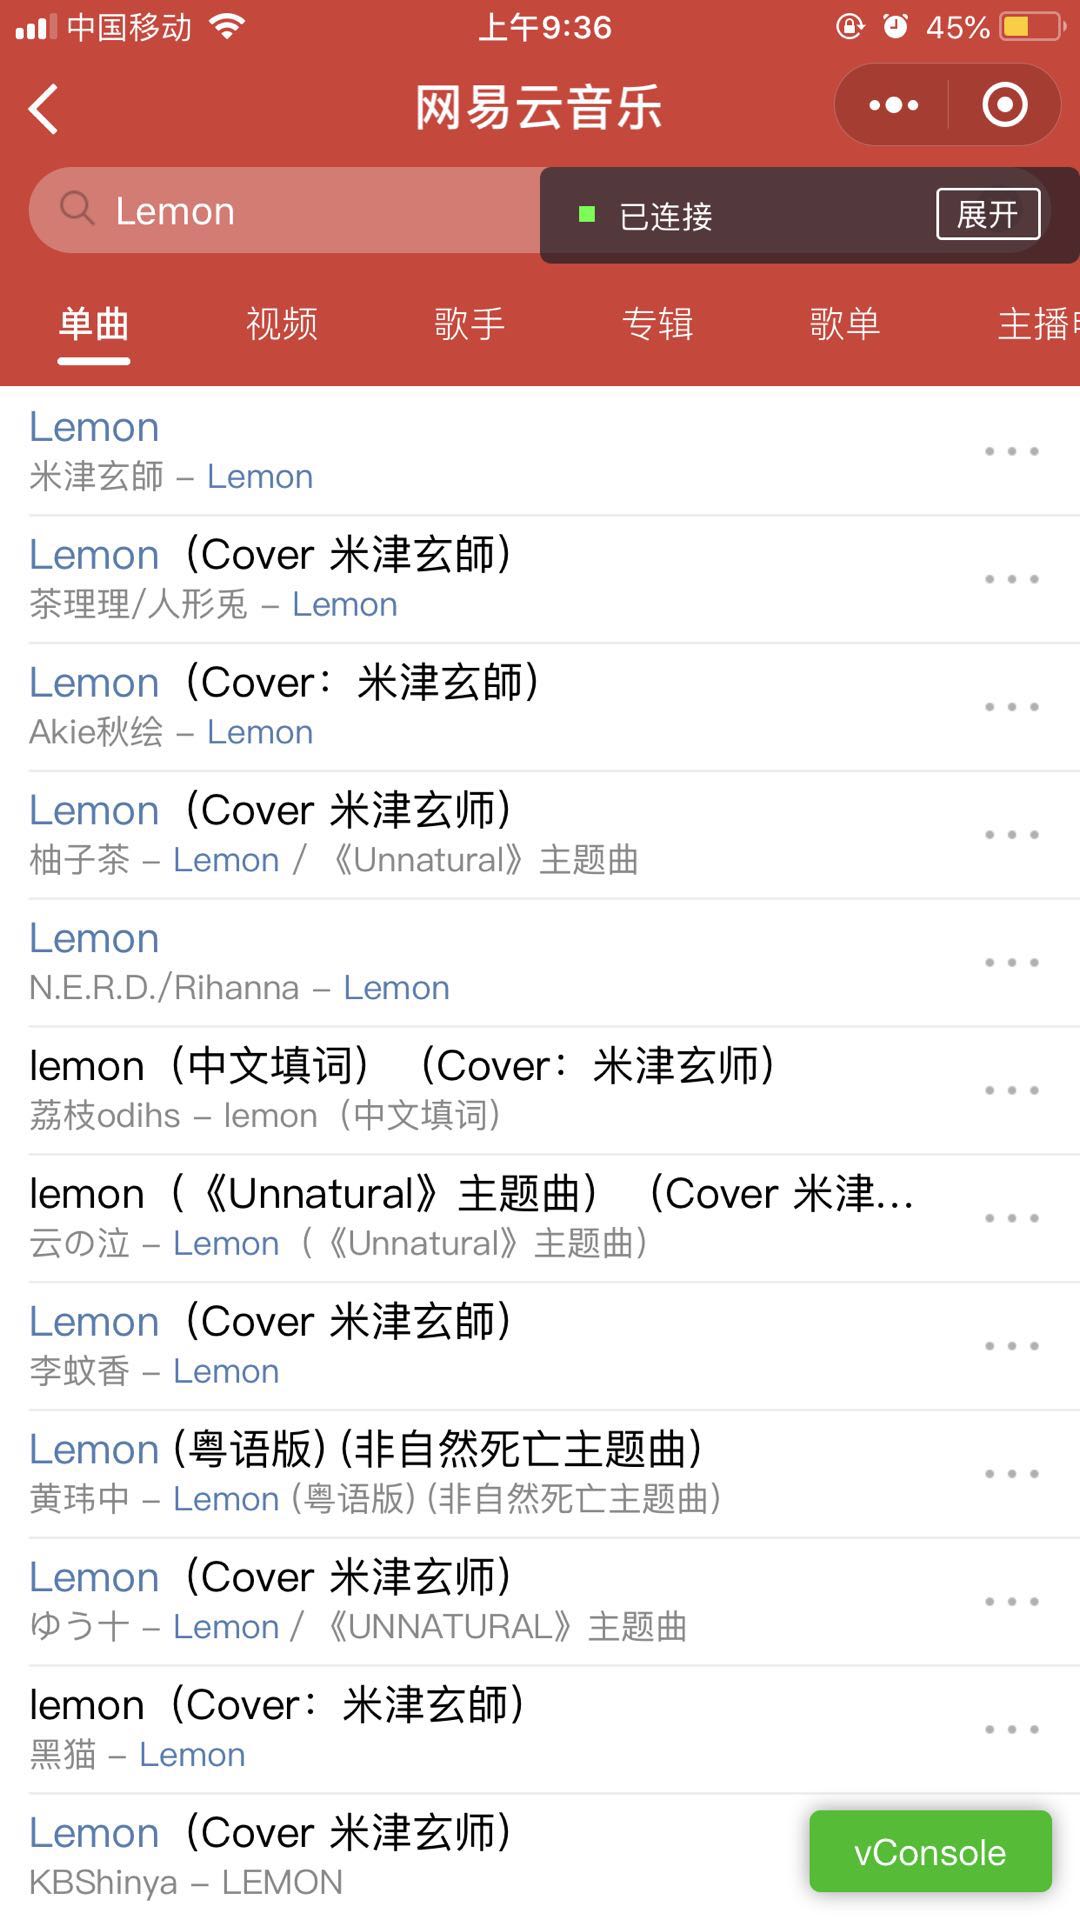 中国移动
上午9:36
45%
网易云音乐
Lemon
已连接
展开
单曲 视频 歌手 专辑 歌单 主播
Lemon
米津玄師 – Lemon
Lemon（Cover 米津玄師）
茶理理/人形兎 – Lemon
Lemon（Cover：米津玄師）
Akie秋绘 – Lemon
Lemon（Cover 米津玄师）
柚子茶 – Lemon / 《Unnatural》主题曲
Lemon
N.E.R.D./Rihanna – Lemon
lemon（中文填词）（Cover：米津玄师）
荔枝odihs – lemon（中文填词）
lemon（《Unnatural》主题曲）（Cover 米津...
云の泣 – Lemon（《Unnatural》主题曲）
Lemon（Cover 米津玄師）
李蚊香 – Lemon
Lemon (粤语版) (非自然死亡主题曲)
黄玮中 – Lemon (粤语版) (非自然死亡主题曲)
Lemon（Cover 米津玄师）
ゆう十 – Lemon / 《UNNATURAL》主题曲
lemon（Cover：米津玄師）
黑猫 – Lemon
Lemon（Cover 米津玄师）
KBShinya – LEMON
vConsole